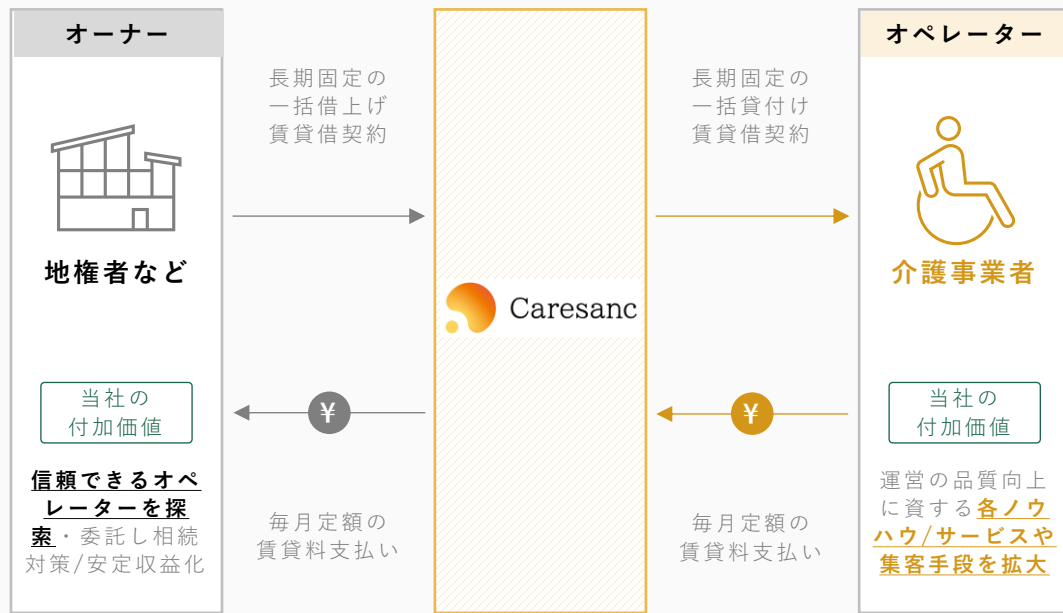 オーナー
地権者など
当社の
付加価値
信頼できるオペ
レーターを探
索・委託し相続
対策/安定収益化
長期固定の
一括借上げ
賃貸借契約
¥
毎月定額の
賃貸料支払い
Caresanc
長期固定の
一括貸付け
賃貸借契約
¥
毎月定額の
賃貸料支払い
オペレーター
介護事業者
当社の
付加価値
運営の品質向上
に資する各ノウ
ハウ/サービスや
集客手段を拡大